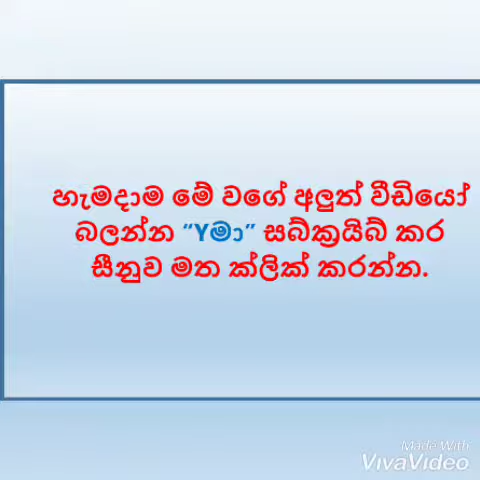 හැමදාම මේ වගේ අලුත් වීඩියෝ
බලන්න “Yමා” සබ්ක්‍රයිබ් කර
සීනුව මත ක්ලික් කරන්න.
Made With
VivaVideo